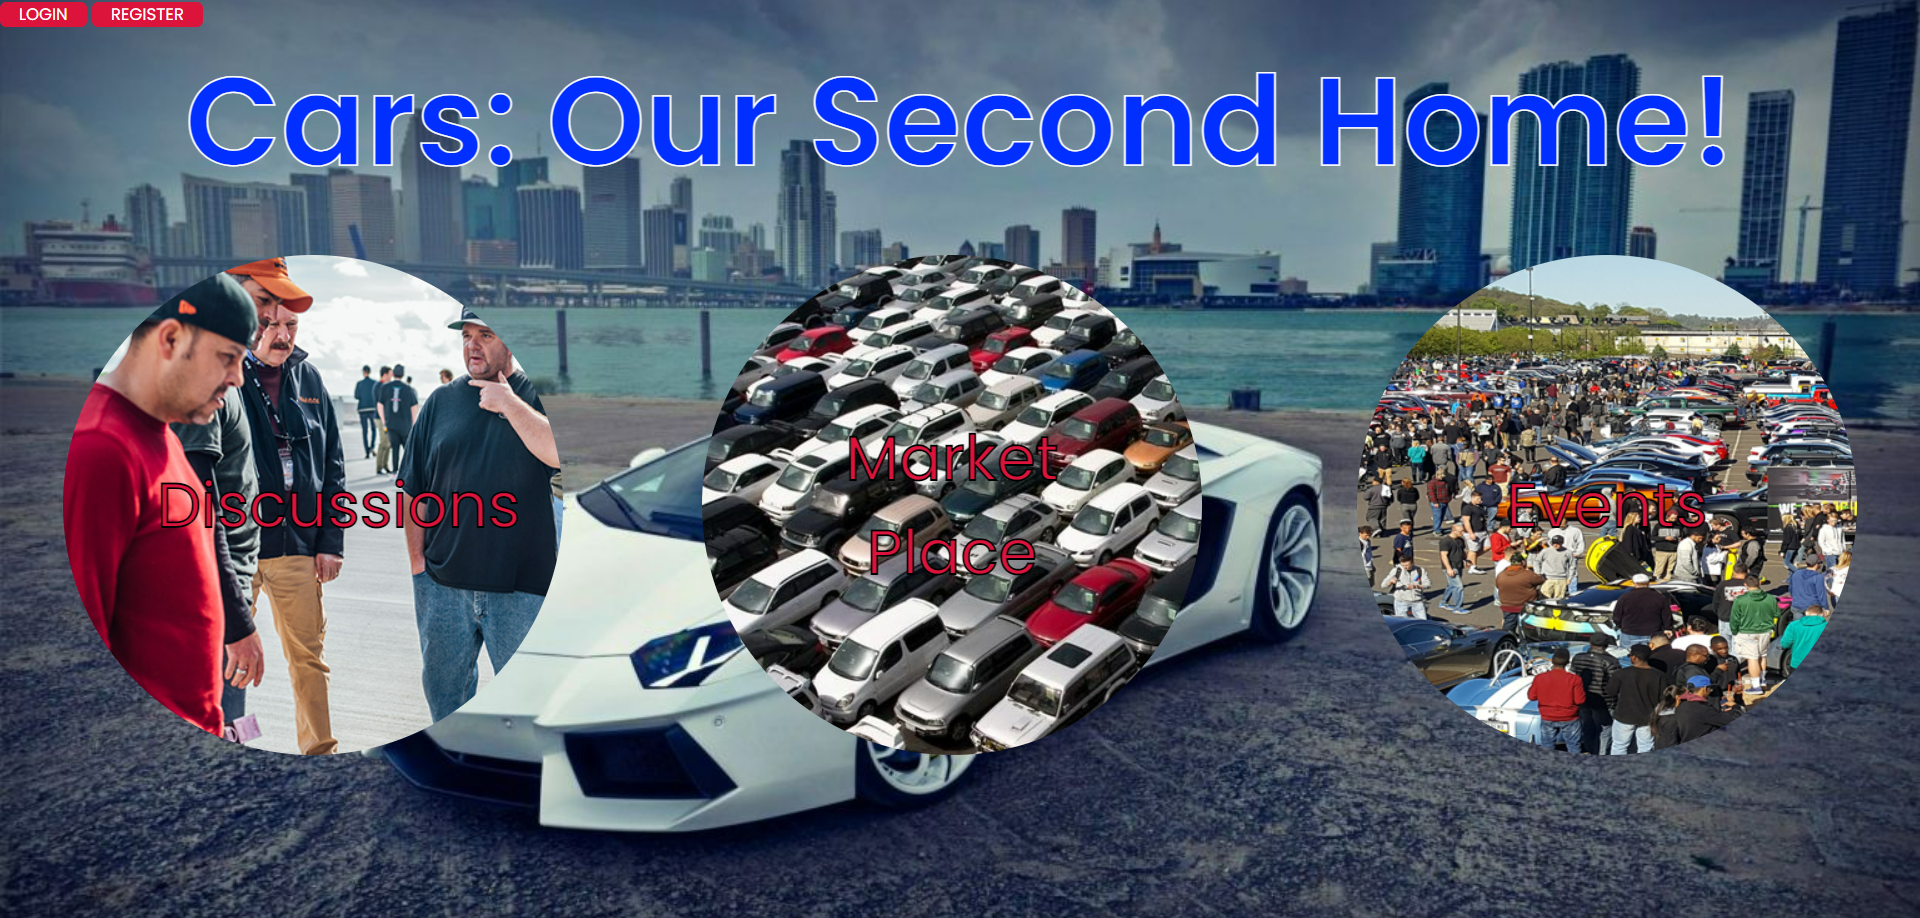 LOGIN REGISTER
Cars: Our Second Home!
Discussions
Market
Place
Events